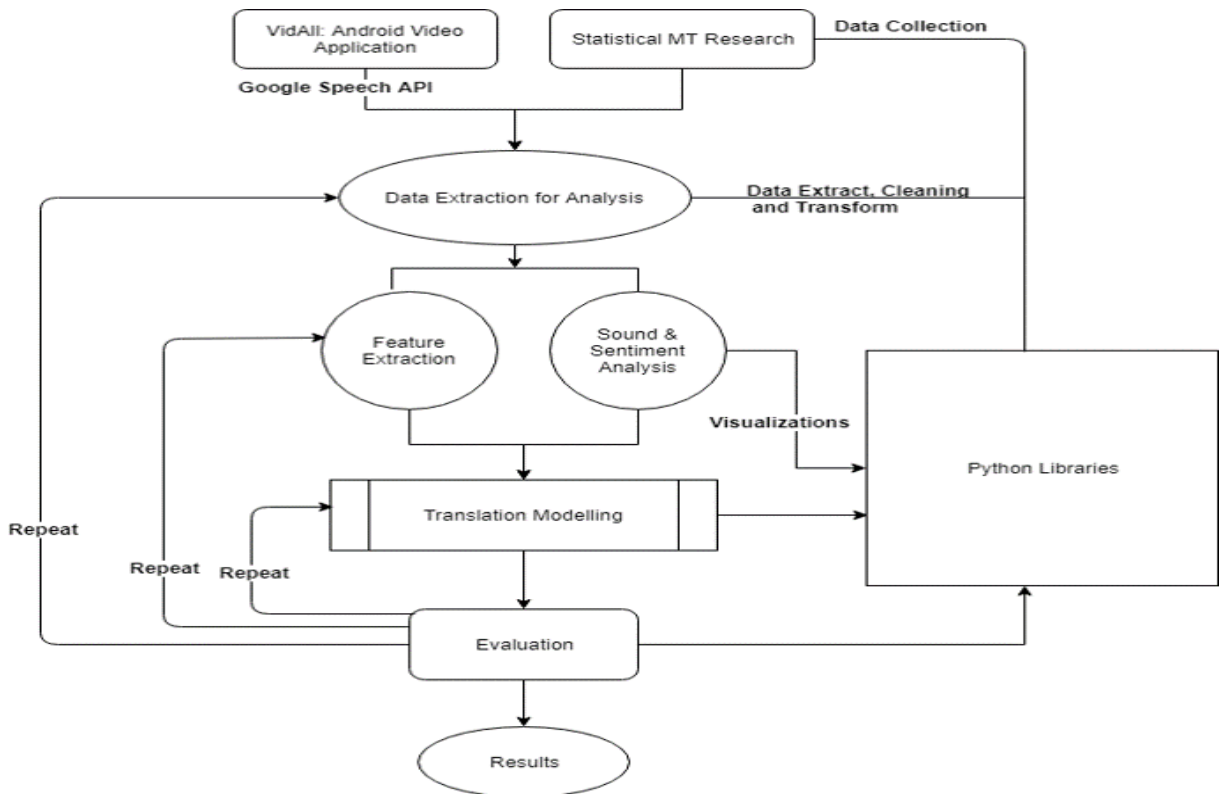 VidAll: Android Video
Application
Statistical MT Research
Data Collection
Google Speech API
Data Extraction for Analysis
Data Extract, Cleaning
and Transform
Feature
Extraction
Sound &
Sentiment
Analysis
Visualizations
Python Libraries
Translation Modelling
Repeat
Repeat
Repeat
Evaluation
Results